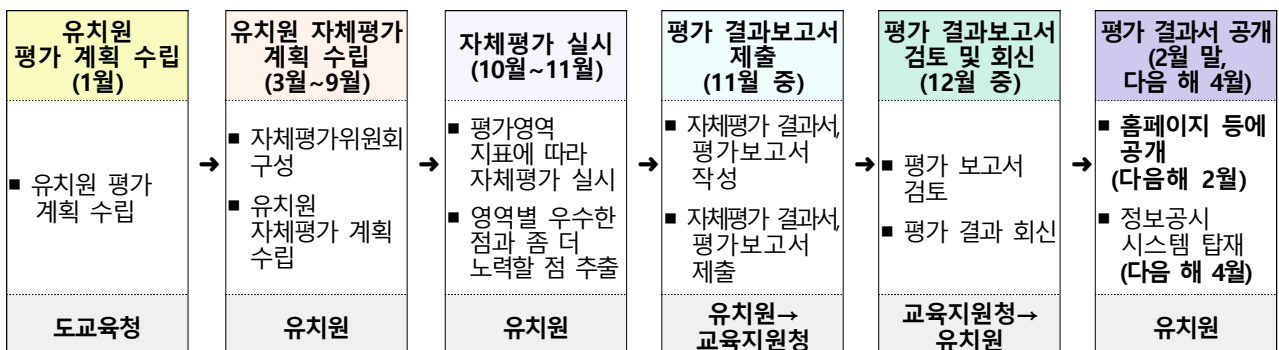 유치원
평가 계획 수립
(1월)
■ 유치원 평가
계획 수립
도교육청
➔
유치원 자체평가
계획 수립
(3월~9월)
■ 자체평가위원회
구성
■ 유치원
자체평가 계획
수립
유치원
➔
자체평가 실시
(10월~11월)
■ 평가영역
지표에 따라
자체평가 실시
■ 영역별 우수한
점과 좀 더
노력할 점 추출
유치원
➔
평가 결과보고서
제출
(11월 중)
■ 자체평가 결과서,
평가보고서
작성
■ 자체평가 결과서,
평가보고서
제출
유치원→
교육지원청
➔
평가 결과보고서
검토 및 회신
(12월 중)
■ 평가 보고서
검토
■ 평가 결과 회신
교육지원청→
유치원
➔
평가 결과서 공개
(2월 말,
다음 해 4월)
■ 홈페이지 등에
공개
(다음해 2월)
■ 정보공시
시스템 탑재
(다음 해 4월)
유치원